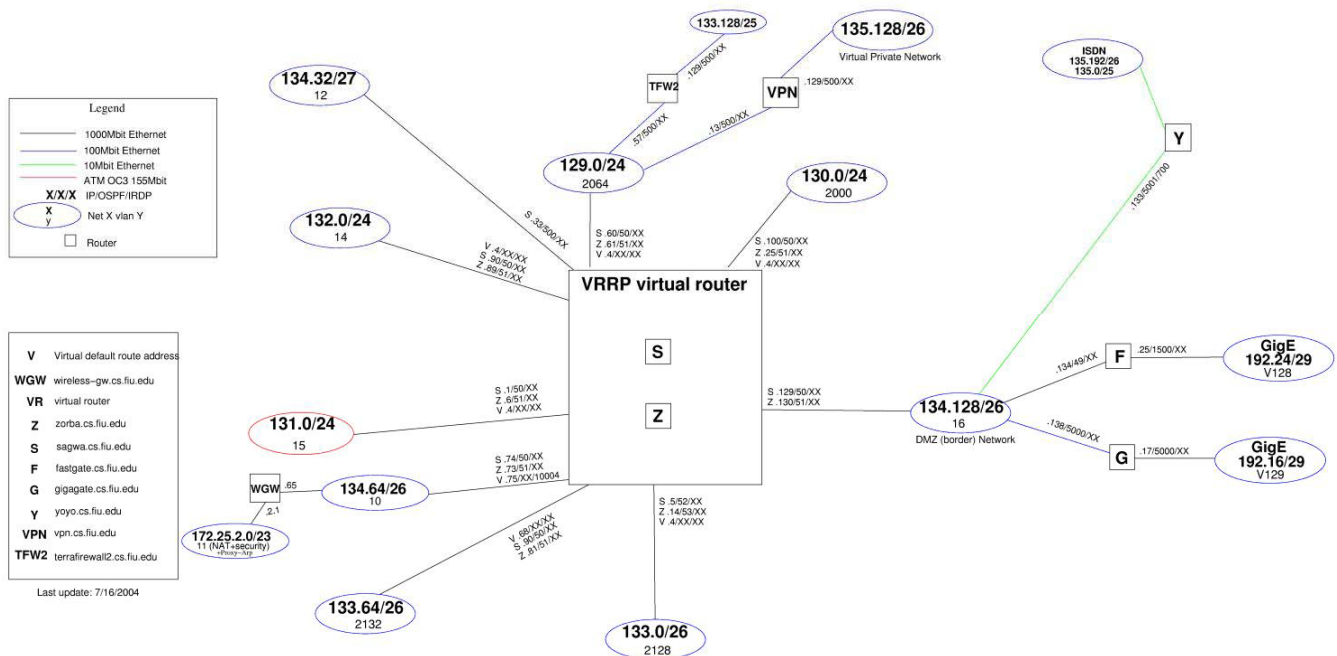 133.128/25
135.128/26
Virtual Private Network
ISDN
135.192/26
135.0/25
134.32/27
12
.129/500/XX
TFW2
VPN
.129/500/XX
.57/500/XX
.13/500/XX
Legend
1000Mbit Ethernet
100Mbit Ethernet
10Mbit Ethernet
ATM OC3 155Mbit
X/X/X IP/OSPF/IRDP
X
y
Net X vlan Y
Router
129.0/24
2064
130.0/24
2000
Y
.133/5001/700
132.0/24
14
S .33/500/XX
V .4/XX/XX
S .90/50/XX
Z .89/51/XX
S .60/50/XX
Z .61/51/XX
V .4/XX/XX
S .100/50/XX
Z .25/51/XX
V .4/XX/XX
VRRP virtual router
S
Z
V Virtual default route address
WGW wireless-gw.cs.fiu.edu
VR virtual router
Z zorba.cs.fiu.edu
S sagwa.cs.fiu.edu
F fastgate.cs.fiu.edu
G gigagate.cs.fiu.edu
Y yoyo.cs.fiu.edu
VPN vpn.cs.fiu.edu
TFW2 terrafirewall2.cs.fiu.edu
Last update: 7/16/2004
S .1/50/XX
Z .6/51/XX
V .4/XX/XX
131.0/24
15
S .129/50/XX
Z .130/51/XX
134.128/26
16
DMZ (border) Network
.134/49/XX
F
.25/1500/XX
GigE
192.24/29
V128
.138/5000/XX
G
.17/5000/XX
GigE
192.16/29
V129
S .74/50/XX
Z .73/51/XX
V .75/XX/10004
WGW
.65
134.64/26
10
.2.1
172.25.2.0/23
11 (NAT+security)
+Proxy-Arp
V .68/XX/XX
S .90/50/XX
Z .81/51/XX
S .5/52/XX
Z .14/53/XX
V .4/XX/XX
133.64/26
2132
133.0/26
2128